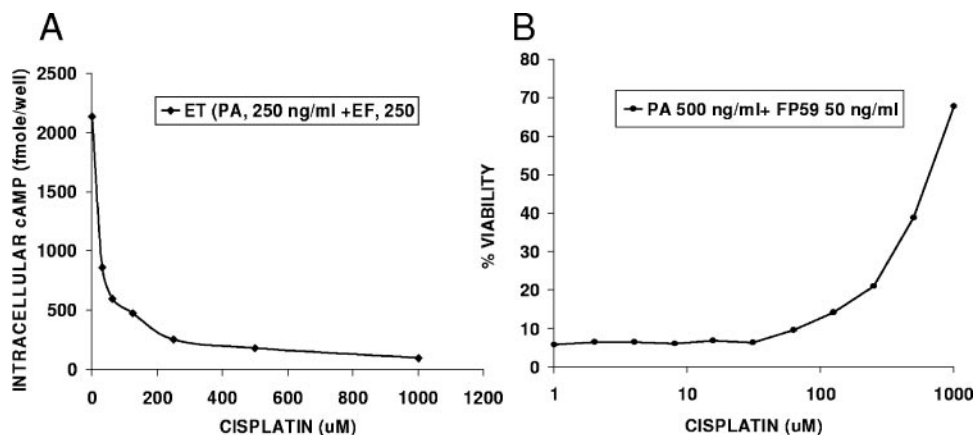 A
INTRACELLULAR cAMP (fmole/well)
2500
2000
1500
1000
500
0
ET (PA, 250 ng/ml +EF, 250
0 200 400 600 800 1000 1200
CISPLATIN (uM)
B
% VIABILITY
80
70
60
50
40
30
20
10
0
PA 500 ng/ml+ FP59 50 ng/ml
1 10 100 1000
CISPLATIN (uM)